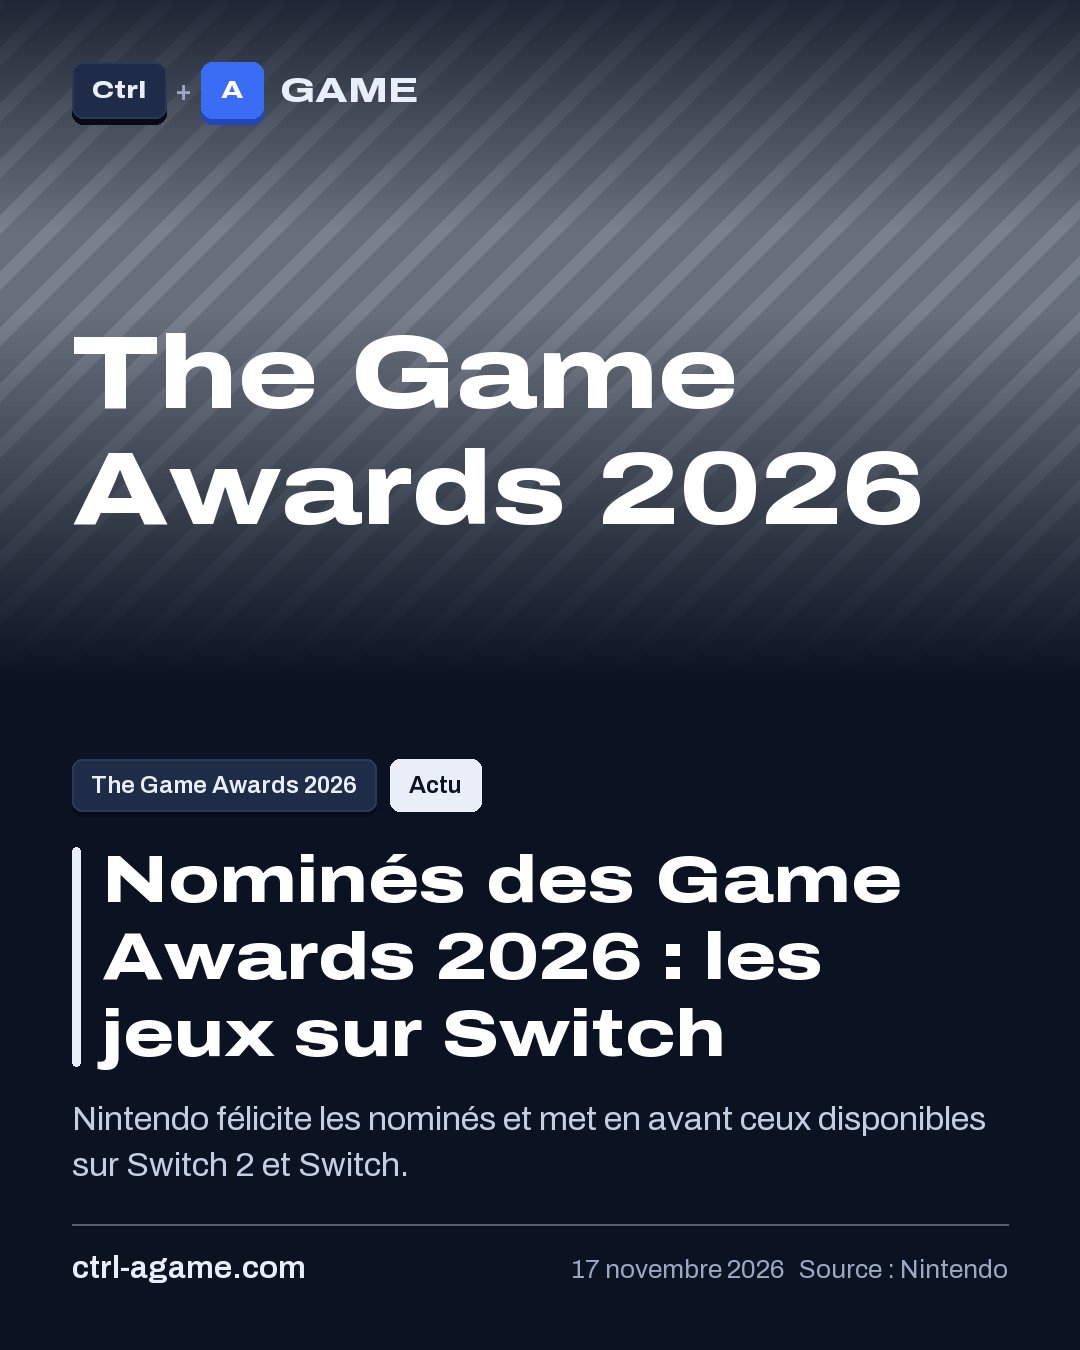 Ctrl + A GAME
The Game
Awards 2026
The Game Awards 2026 Actu
Nominés des Game
Awards 2026 : les
jeux sur Switch
Nintendo félicite les nominés et met en avant ceux disponibles
sur Switch 2 et Switch.
ctrl-agame.com 17 novembre 2026 Source : Nintendo